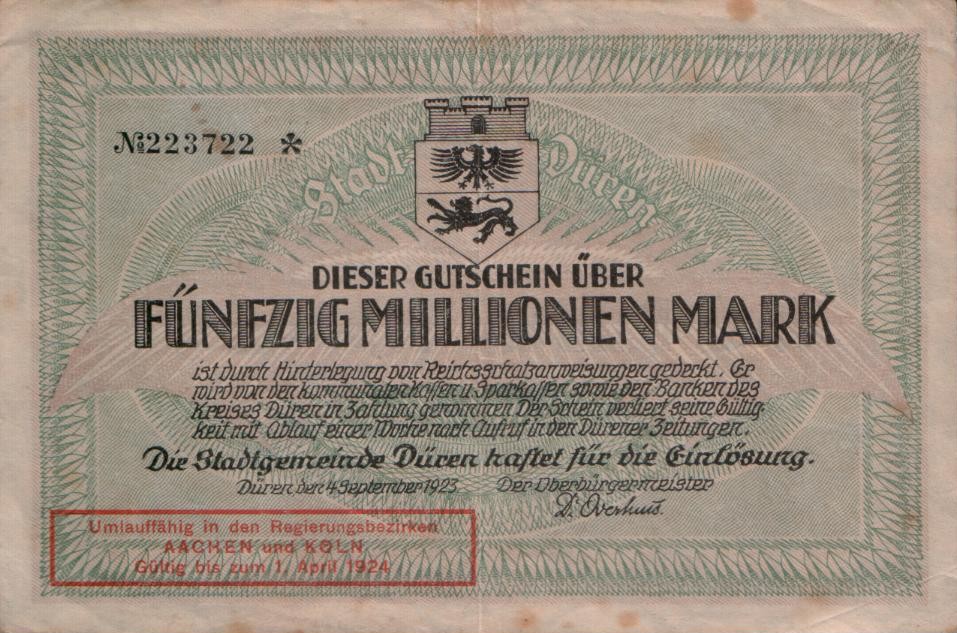 №223722 *
Stadt Düren
DIESER GUTSCHEIN ÜBER
FÜNFZIG MILLIONEN MARK
ist durch Hinterlegung von Reichsschatzanweisungen gedeckt. Er
wird von den kommunalen Kassen u. Sparkassen sowie den Banken des
Kreises Düren in Zahlung genommen. Der Schein verliert seine Gültig-
keit mit Ablauf einer Woche nach Aufruf in den Dürener Zeitungen.
Die Stadtgemeinde Düren haftet für die Einlösung.
Düren den 4 September 1923 Der Oberbürgermeister
Dr. Overhues.
Umlauffähig in den Regierungsbezirken
AACHEN und KÖLN
Gültig bis zum 1. April 1924